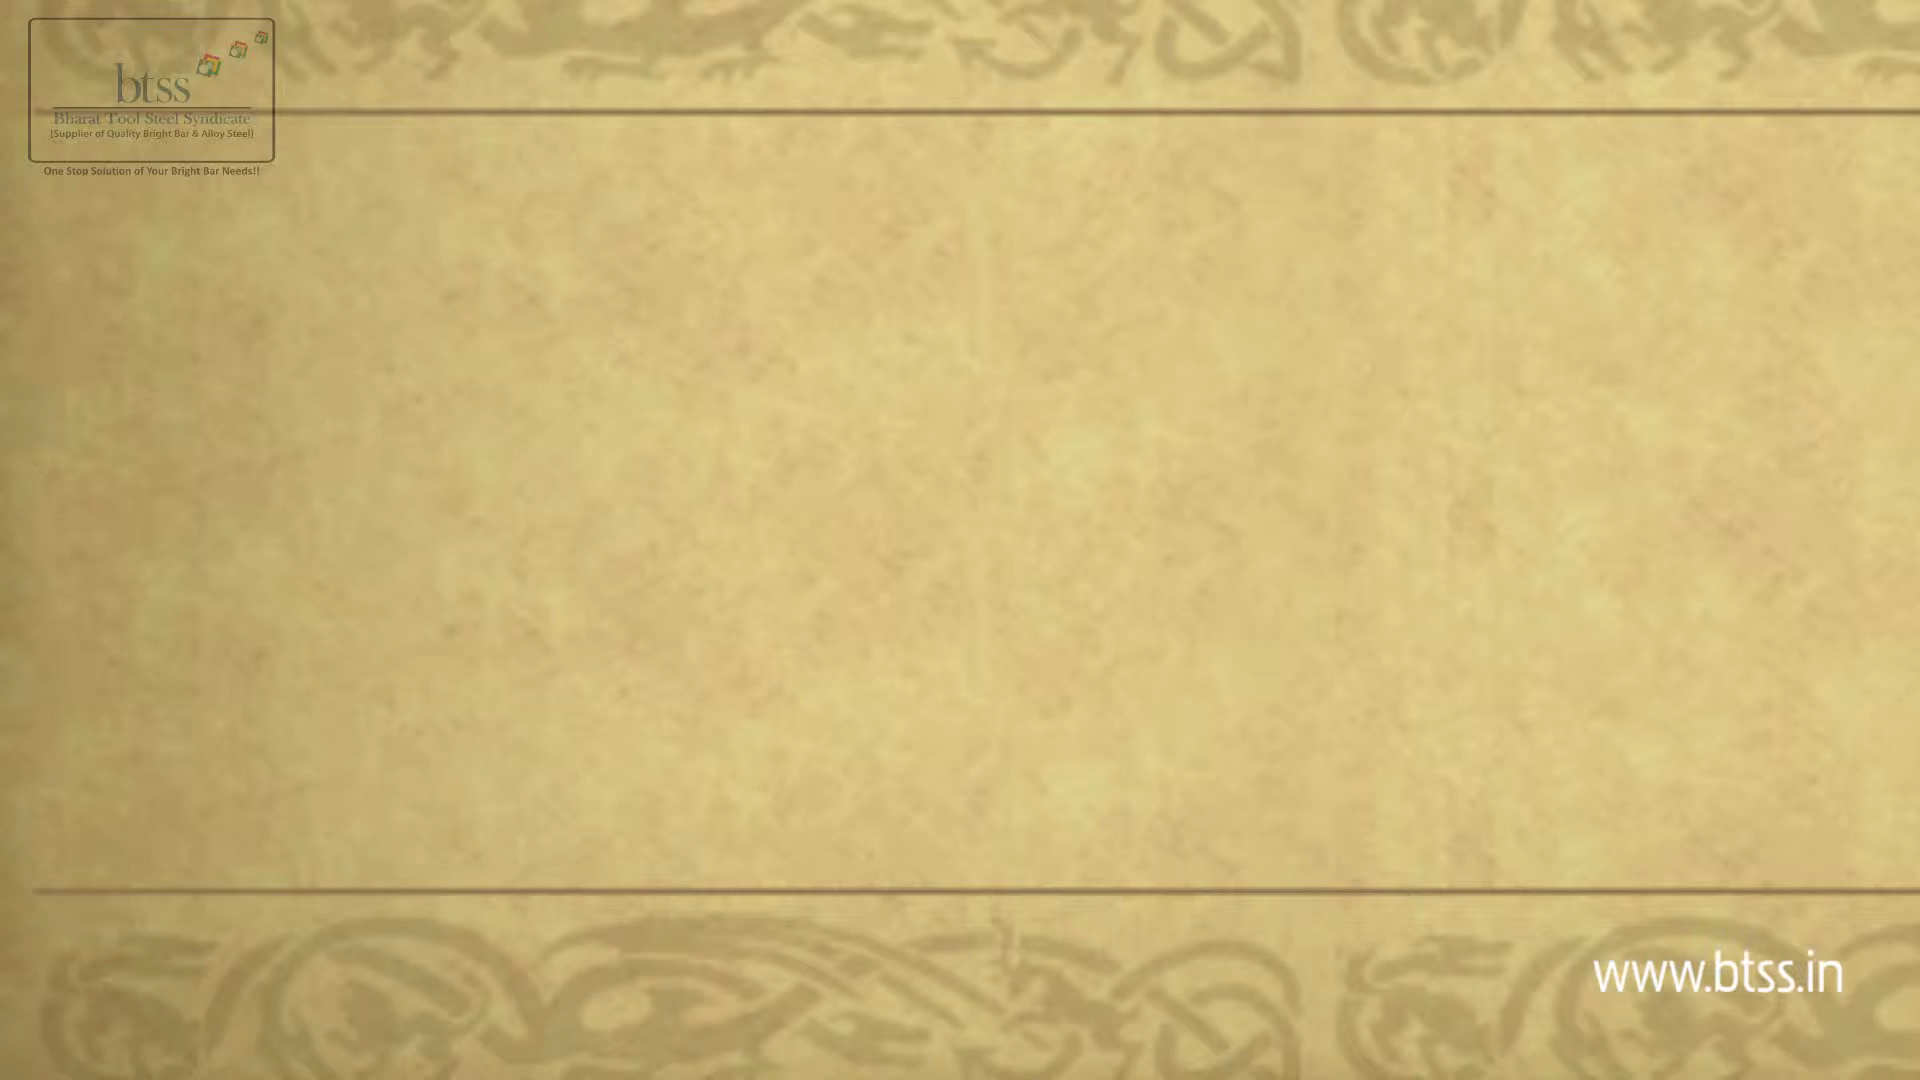 btss
Bharat Tool Steel Syndicate
[Supplier of Quality Bright Bar & Alloy Steel]
One Stop Solution of Your Bright Bar Needs!!
www.btss.in